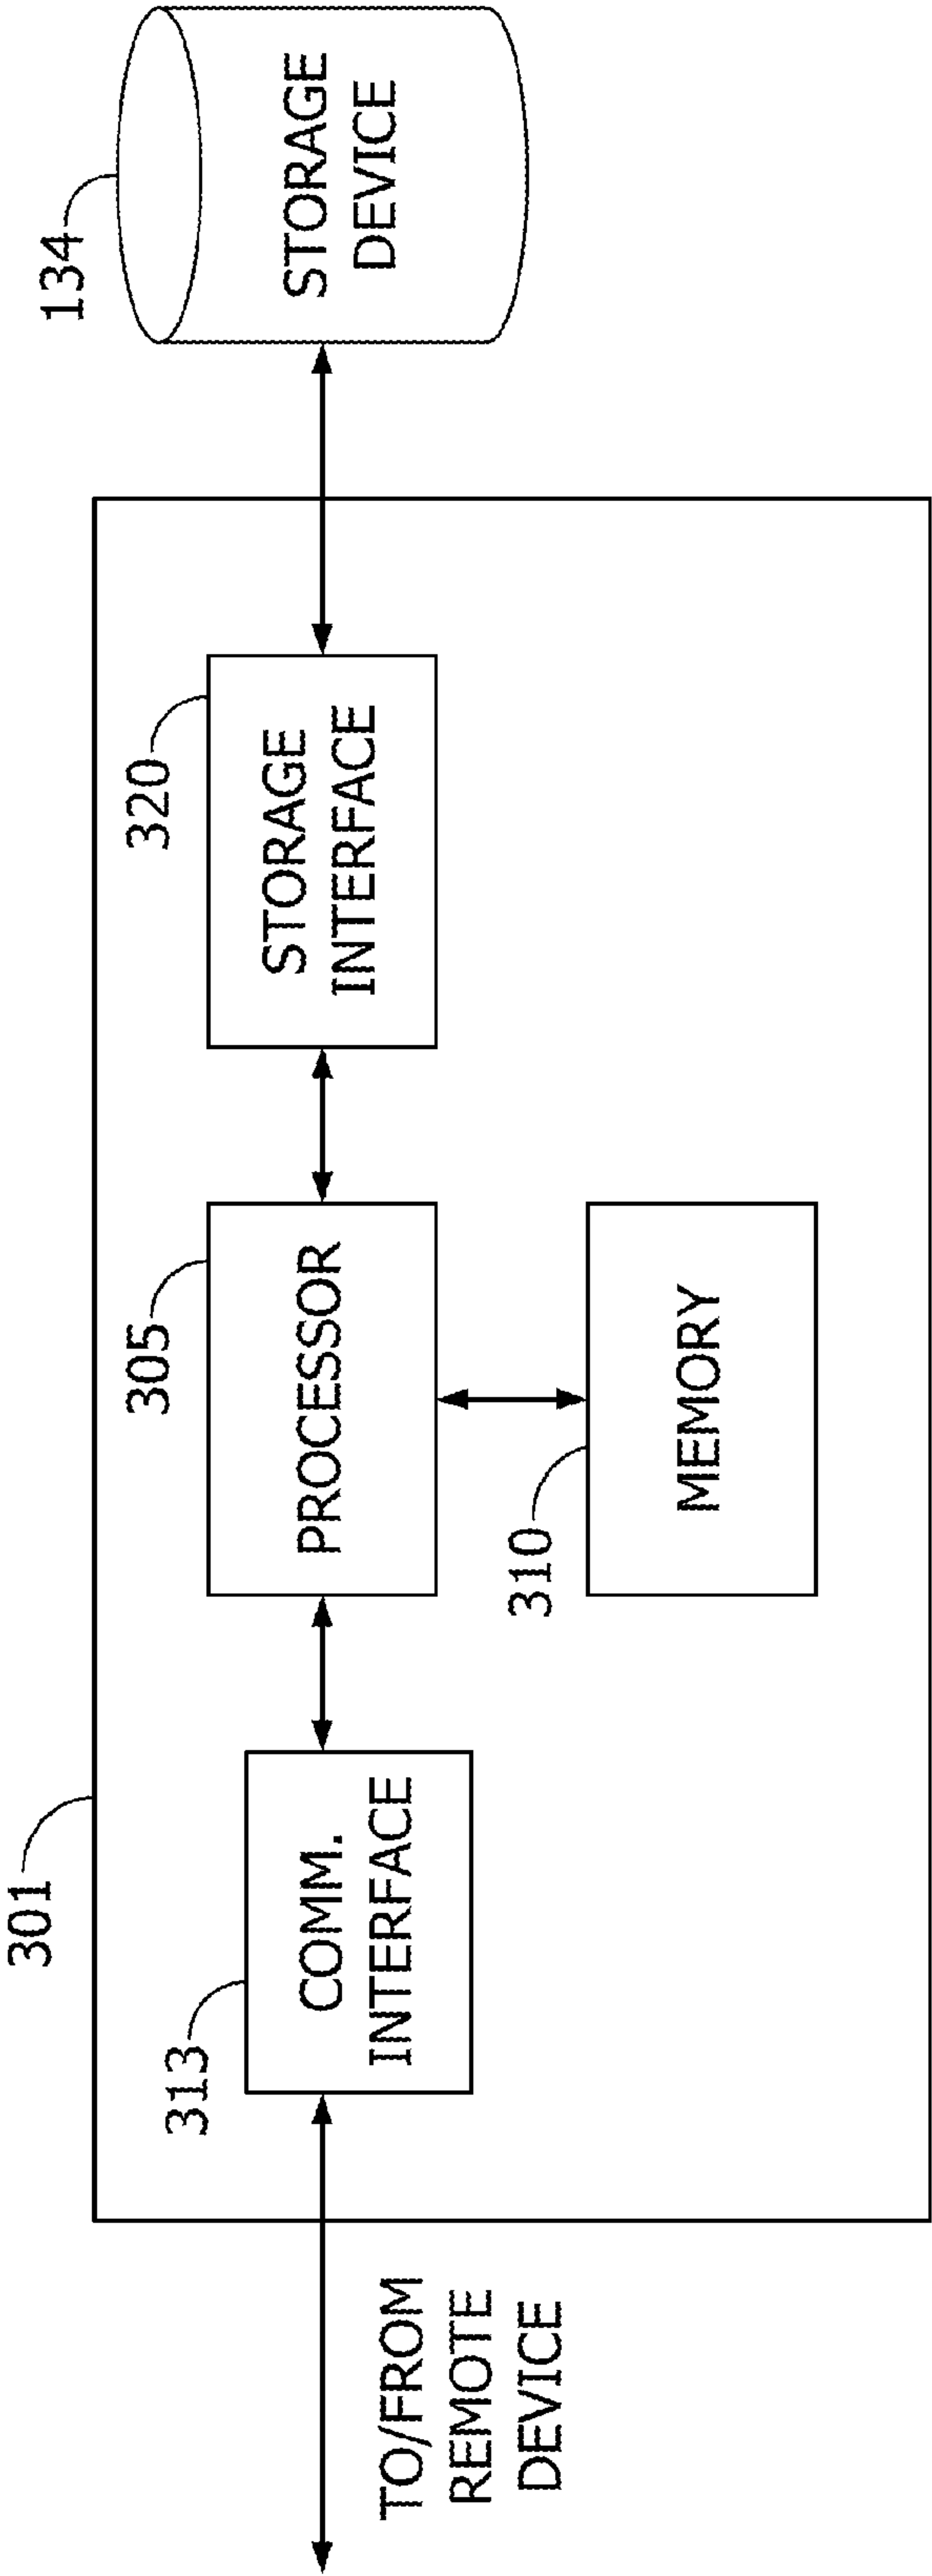 301
134
313
305
320
COMM.
INTERFACE
PROCESSOR
STORAGE
INTERFACE
STORAGE
DEVICE
TO/FROM
REMOTE
DEVICE
310
MEMORY